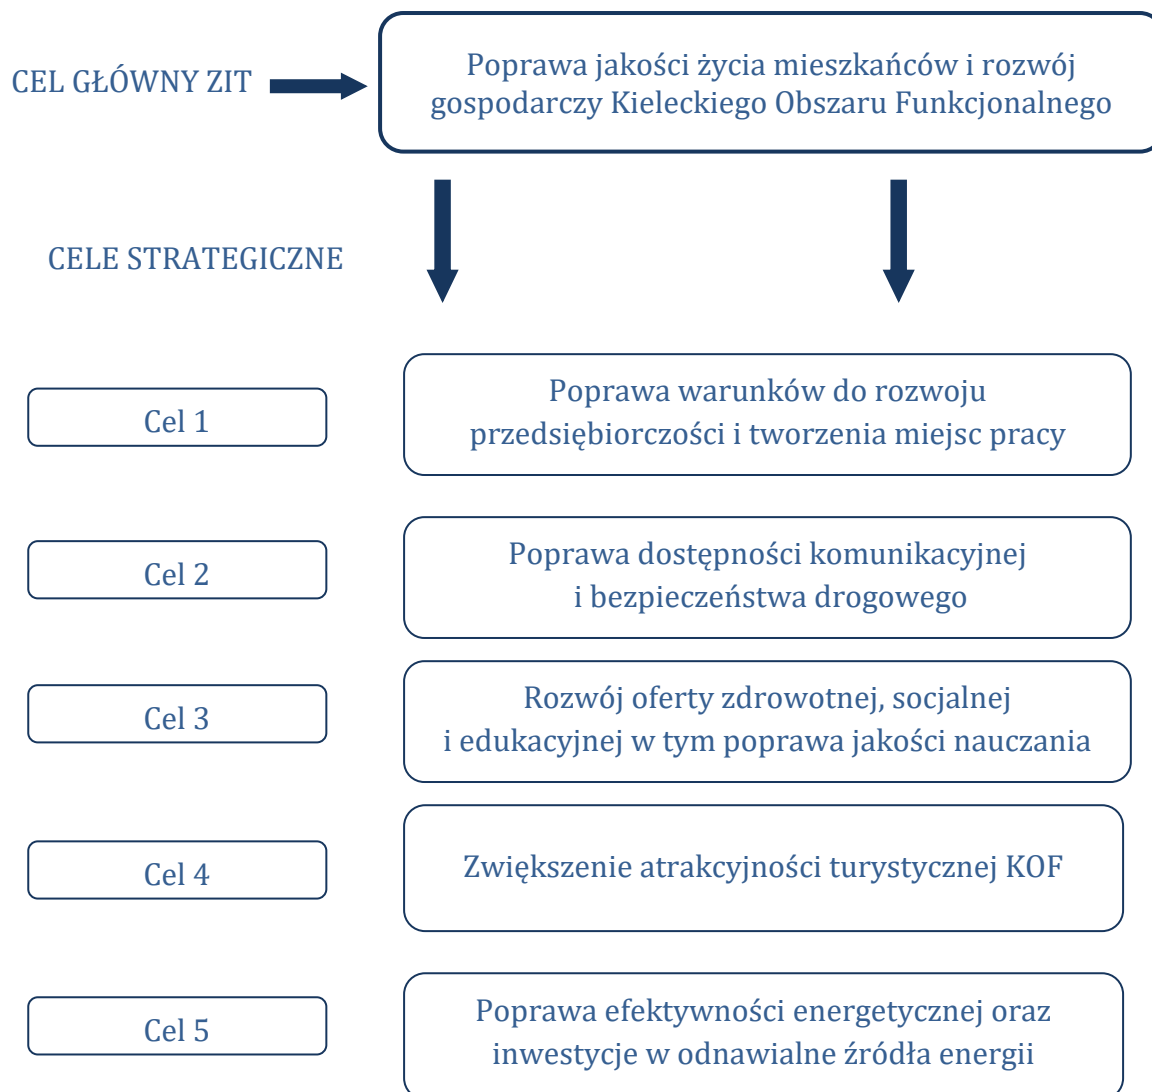 CEL GŁÓWNY ZIT
Poprawa jakości życia mieszkańców i rozwój
gospodarczy Kieleckiego Obszaru Funkcjonalnego
CELE STRATEGICZNE
Cel 1
Poprawa warunków do rozwoju
przedsiębiorczości i tworzenia miejsc pracy
Cel 2
Poprawa dostępności komunikacyjnej
i bezpieczeństwa drogowego
Cel 3
Rozwój oferty zdrowotnej, socjalnej
i edukacyjnej w tym poprawa jakości nauczania
Cel 4
Zwiększenie atrakcyjności turystycznej KOF
Cel 5
Poprawa efektywności energetycznej oraz
inwestycje w odnawialne źródła energii